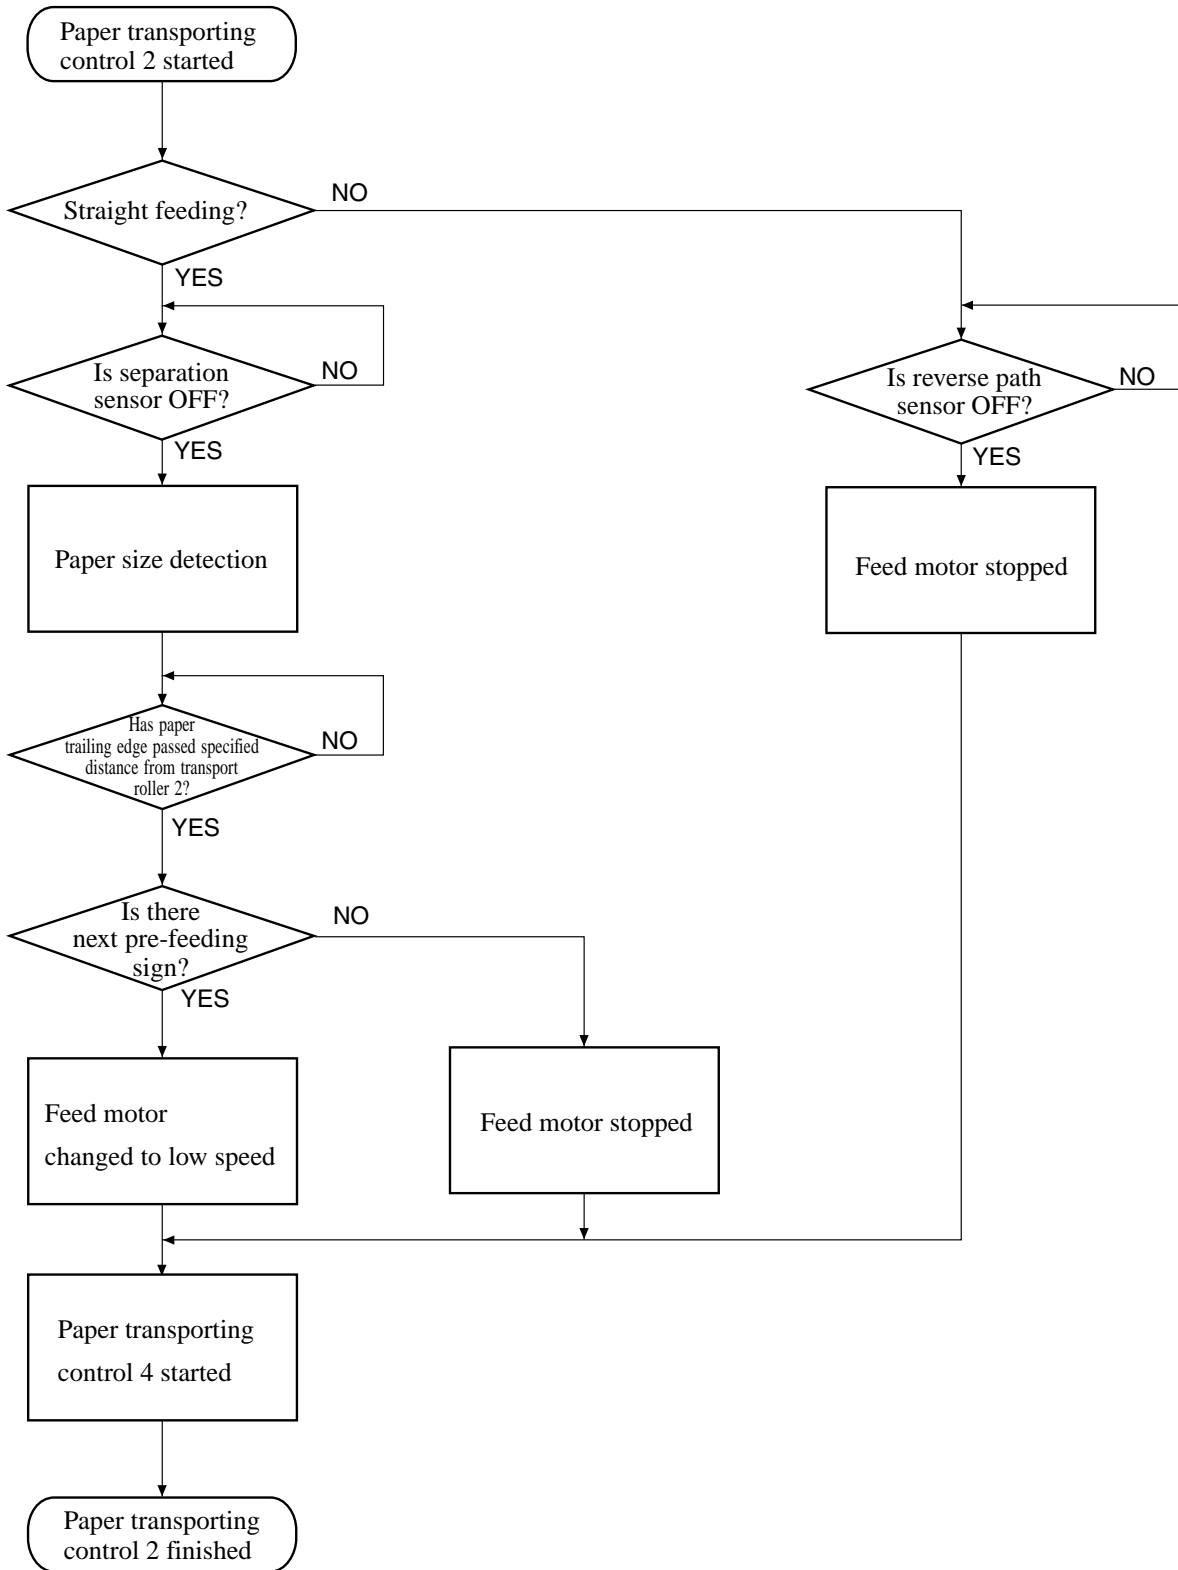 Paper transporting
control 2 started
Straight feeding?
NO
YES
Is separation
sensor OFF?
NO
YES
Is reverse path
sensor OFF?
NO
YES
Paper size detection
Feed motor stopped
Has paper
trailing edge passed specified
distance from transport
roller 2?
NO
YES
Is there
next pre-feeding
sign?
NO
YES
Feed motor
changed to low speed
Feed motor stopped
Paper transporting
control 4 started
Paper transporting
control 2 finished